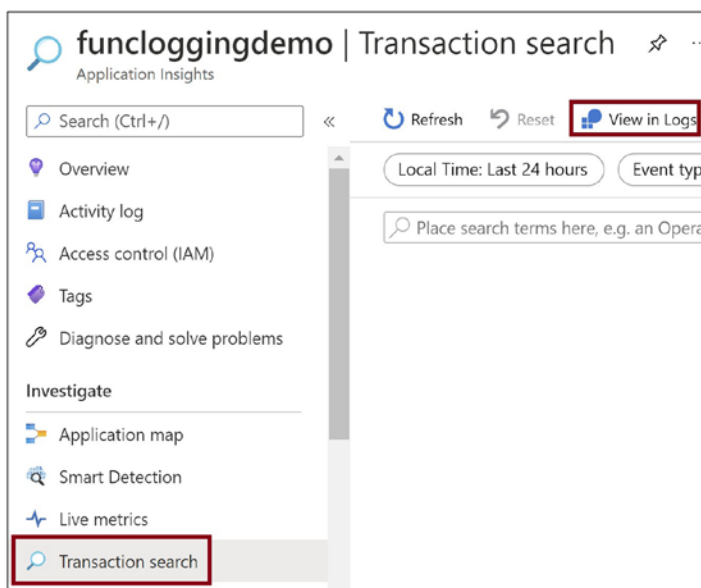 funcloggingdemo | Transaction search
Application Insights
Search (Ctrl+/)
«
Refresh
Reset
View in Logs
Overview
Local Time: Last 24 hours
Event typ
Activity log
Place search terms here, e.g. an Opera
Access control (IAM)
Tags
Diagnose and solve problems
Investigate
Application map
Smart Detection
Live metrics
Transaction search